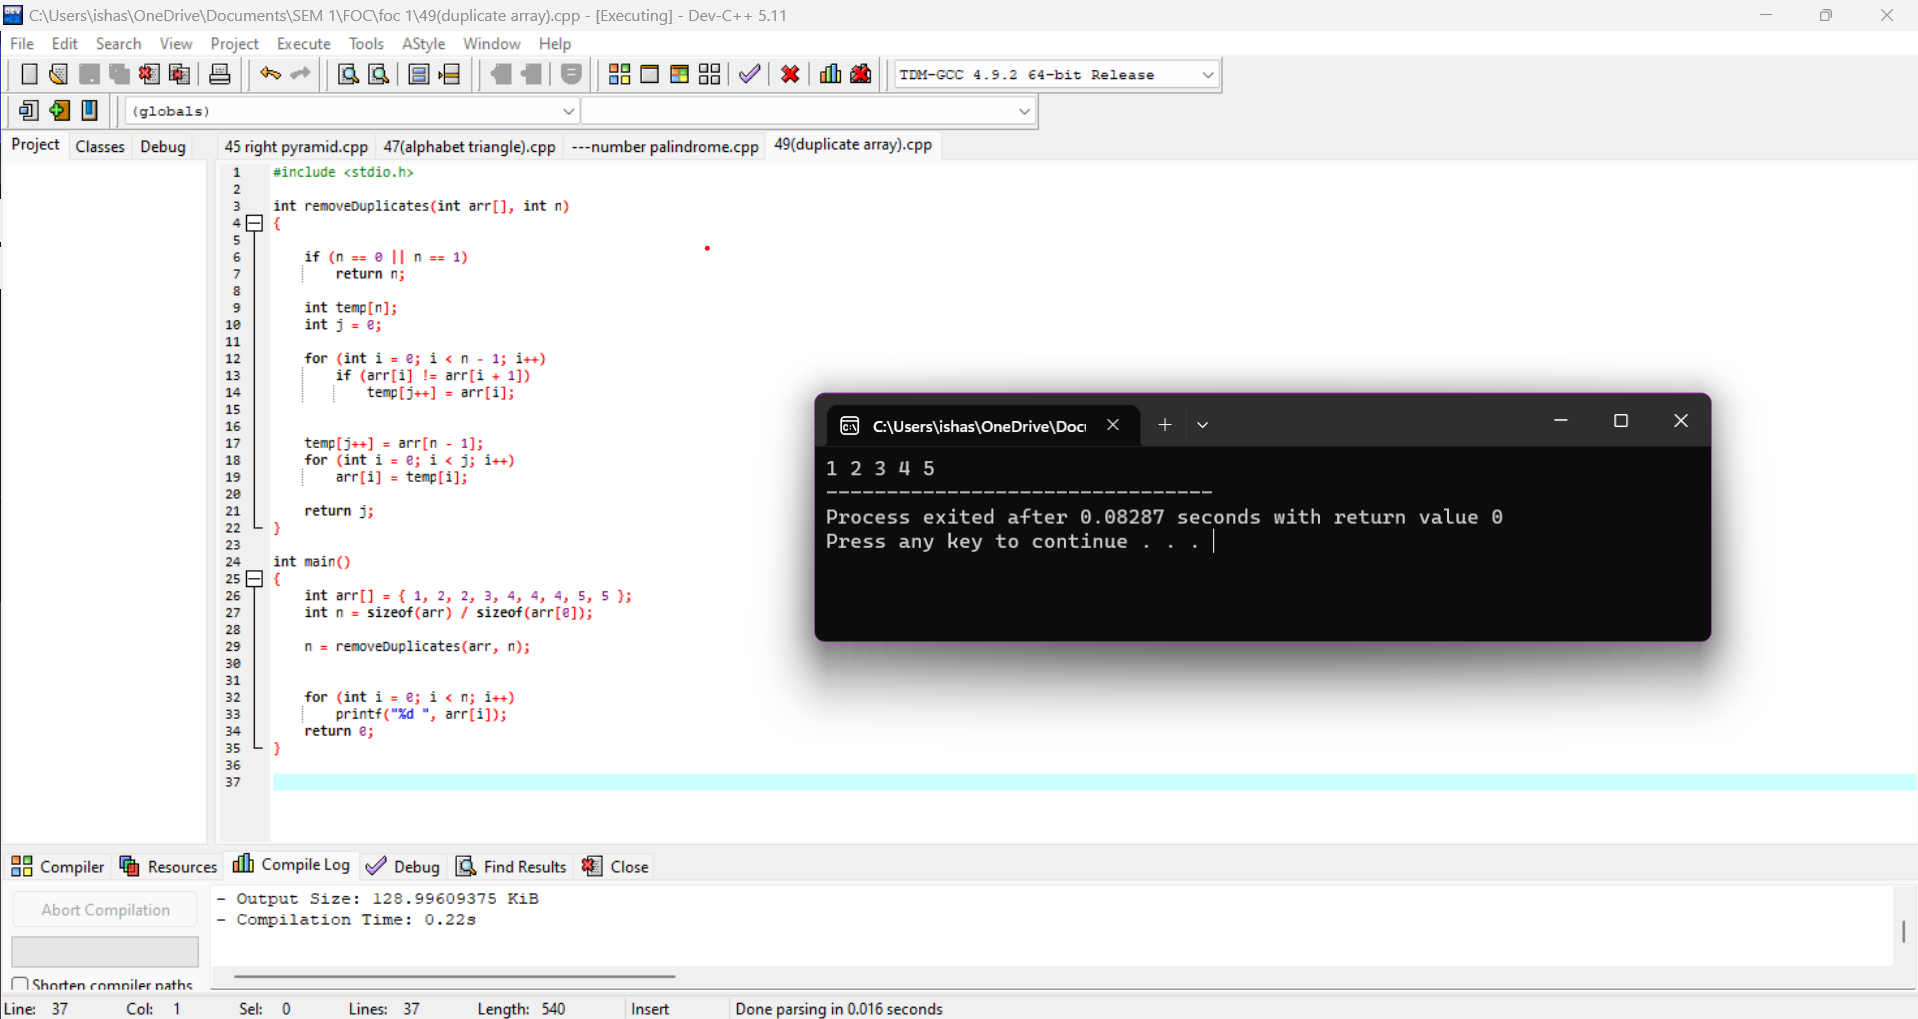 C:\Users\ishas\OneDrive\Documents\SEM 1\FOC\foc 1\49(duplicate array).cpp - [Executing] - Dev-C++ 5.11
File Edit Search View Project Execute Tools AStyle Window Help
TDM-GCC 4.9.2 64-bit Release
(globals)
Project Classes Debug
45 right pyramid.cpp 47(alphabet triangle).cpp ---number palindrome.cpp 49(duplicate array).cpp
1 #include <stdio.h>
2
3 int removeDuplicates(int arr[], int n)
4 {
5
6 if (n == 0 || n == 1)
7 return n;
8
9 int temp[n];
10 int j = 0;
11
12 for (int i = 0; i < n - 1; i++)
13 if (arr[i] != arr[i + 1])
14 temp[j++] = arr[i];
15
16
17 temp[j++] = arr[n - 1];
18 for (int i = 0; i < j; i++)
19 arr[i] = temp[i];
20
21 return j;
22 }
23
24 int main()
25 {
26 int arr[] = { 1, 2, 2, 3, 4, 4, 4, 5, 5 };
27 int n = sizeof(arr) / sizeof(arr[0]);
28
29 n = removeDuplicates(arr, n);
30
31
32 for (int i = 0; i < n; i++)
33 printf("%d ", arr[i]);
34 return 0;
35 }
36
37
C:\Users\ishas\OneDrive\Doc
1 2 3 4 5
--------------------------------
Process exited after 0.08287 seconds with return value 0
Press any key to continue . . .
Compiler Resources Compile Log Debug Find Results Close
Abort Compilation
- Output Size: 128.99609375 KiB
- Compilation Time: 0.22s
Shorten compiler paths
Line: 37 Col: 1 Sel: 0 Lines: 37 Length: 540 Insert Done parsing in 0.016 seconds